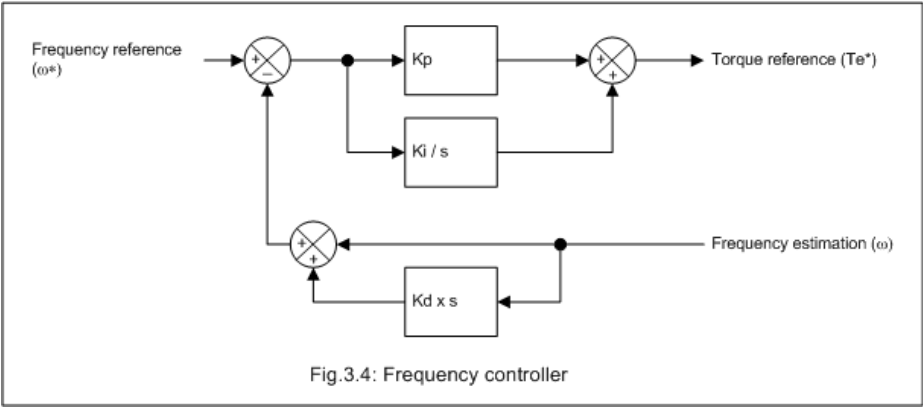 Frequency reference
(ω*)
+
−
Kp
+
+
Torque reference (Te*)
Ki / s
+
+
Frequency estimation (ω)
Kd x s
Fig.3.4: Frequency controller